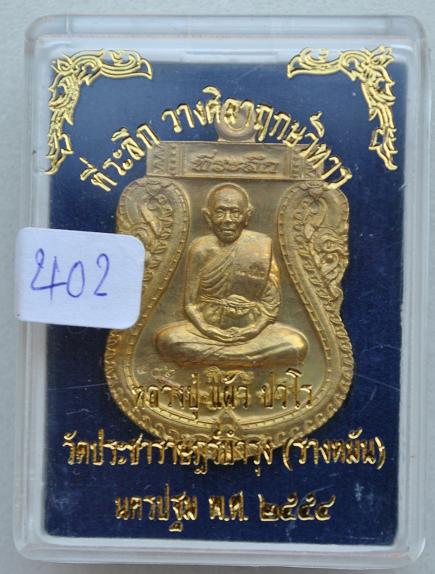 ที่ระลึก วางศิลาฤกษ์วิหาร
ที่ระลึก
402
หลวงปู่ แผ้ว ปวโร
วัดประชาราษฎร์บำรุง (รางหมัน)
นครปฐม พ.ศ. ๒๕๕๔